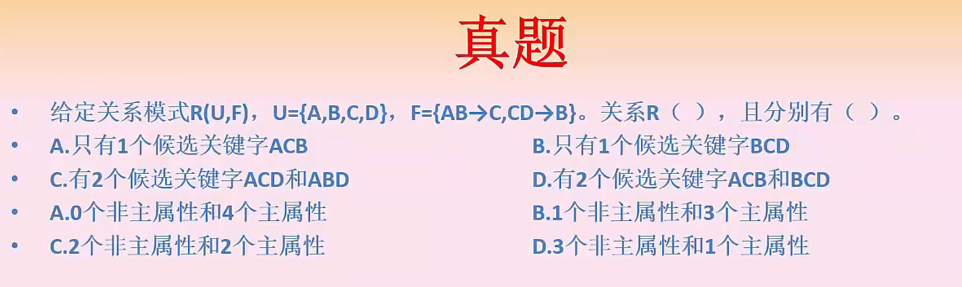 真题
• 给定关系模式R(U,F)，U={A,B,C,D}，F={AB→C,CD→B}。关系R（ ），且分别有（ ）。
• A.只有1个候选关键字ACB B.只有1个候选关键字BCD
• C.有2个候选关键字ACD和ABD D.有2个候选关键字ACB和BCD
• A.0个非主属性和4个主属性 B.1个非主属性和3个主属性
• C.2个非主属性和2个主属性 D.3个非主属性和1个主属性